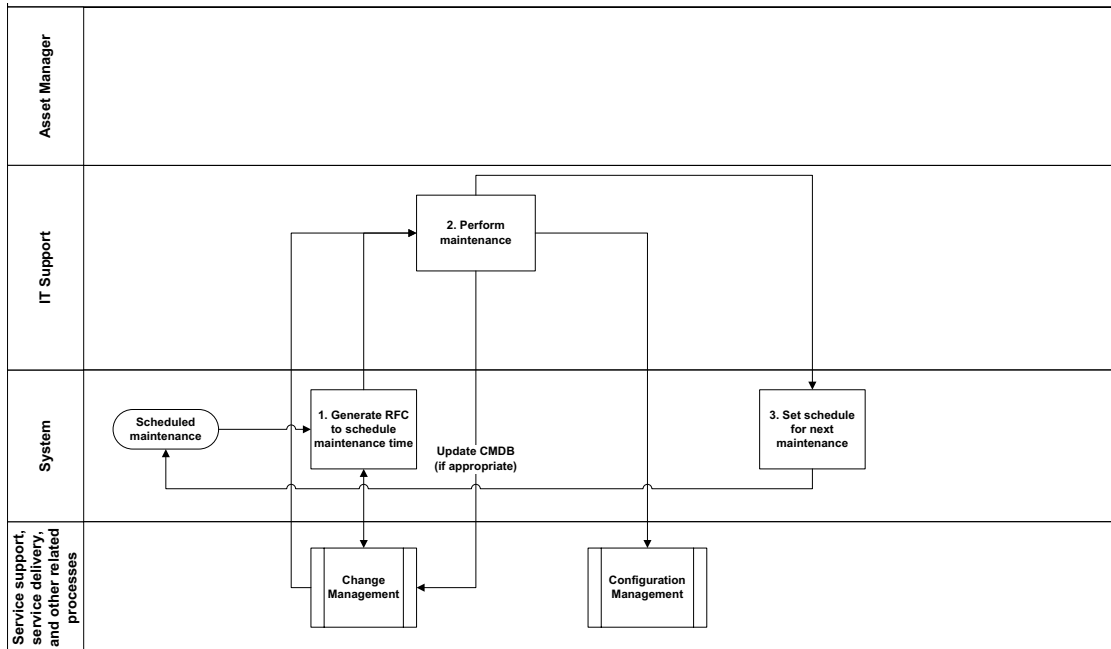 Asset Manager
IT Support
2. Perform
maintenance
System
Scheduled
maintenance
1. Generate RFC
to schedule
maintenance time
Update CMDB
(if appropriate)
3. Set schedule
for next
maintenance
Service support,
service delivery,
and other related
processes
Change
Management
Configuration
Management